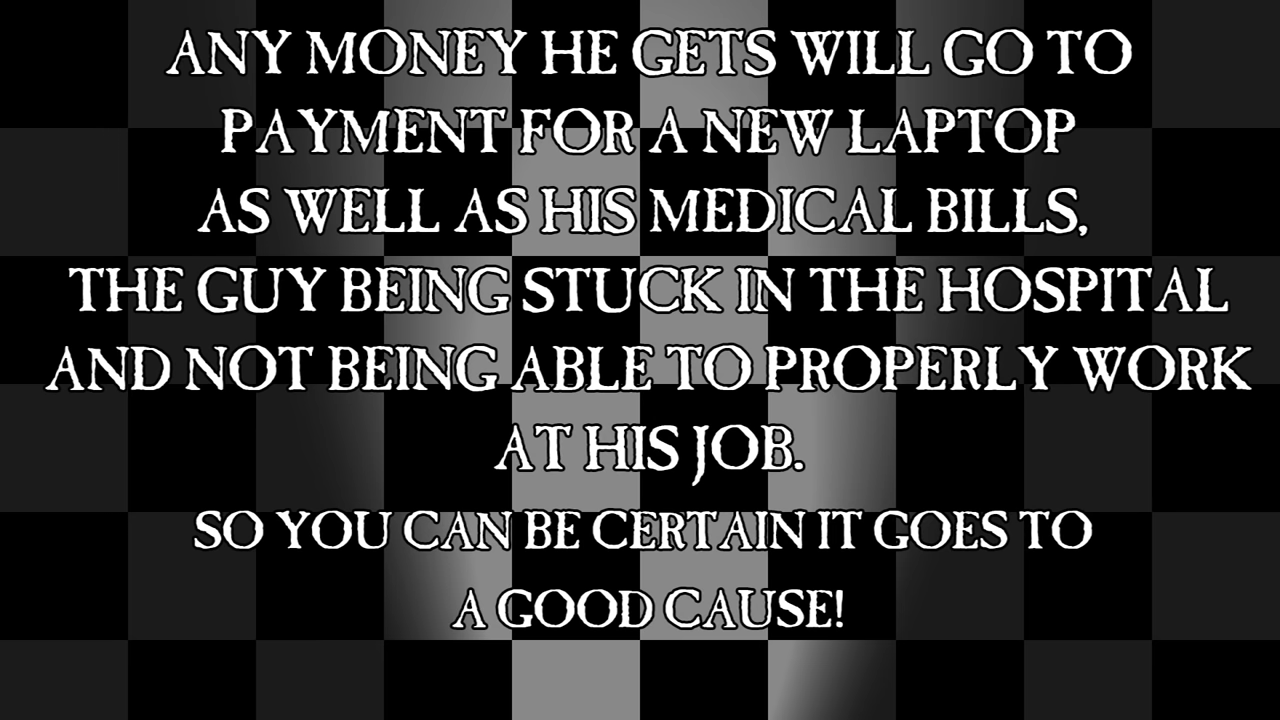 ANY MONEY HE GETS WILL GO TO
PAYMENT FOR A NEW LAPTOP
AS WELL AS HIS MEDICAL BILLS,
THE GUY BEING STUCK IN THE HOSPITAL
AND NOT BEING ABLE TO PROPERLY WORK
AT HIS JOB.
SO YOU CAN BE CERTAIN IT GOES TO
A GOOD CAUSE!